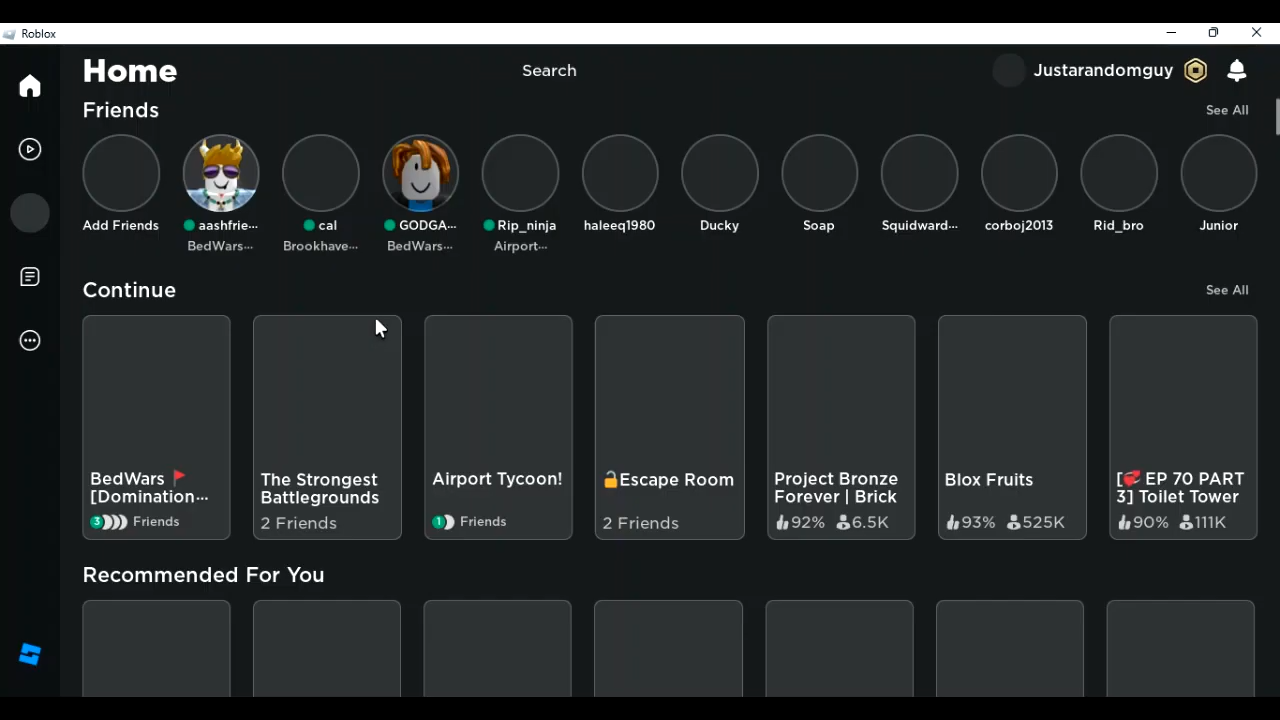 Roblox
Home
Search
Justarandomguy
Friends
See All
Add Friends
aashfrie...
BedWars...
cal
Brookhave...
GODGA...
BedWars...
Rip_ninja
Airport...
haleeq1980
Ducky
Soap
Squidward...
corboj2013
Rid_bro
Junior
Continue
See All
BedWars 🚩
[Domination...
3 Friends
The Strongest
Battlegrounds
2 Friends
Airport Tycoon!
1 Friends
🔓Escape Room
2 Friends
Project Bronze
Forever | Brick
92% 6.5K
Blox Fruits
93% 525K
[💞 EP 70 PART
3] Toilet Tower
90% 111K
Recommended For You